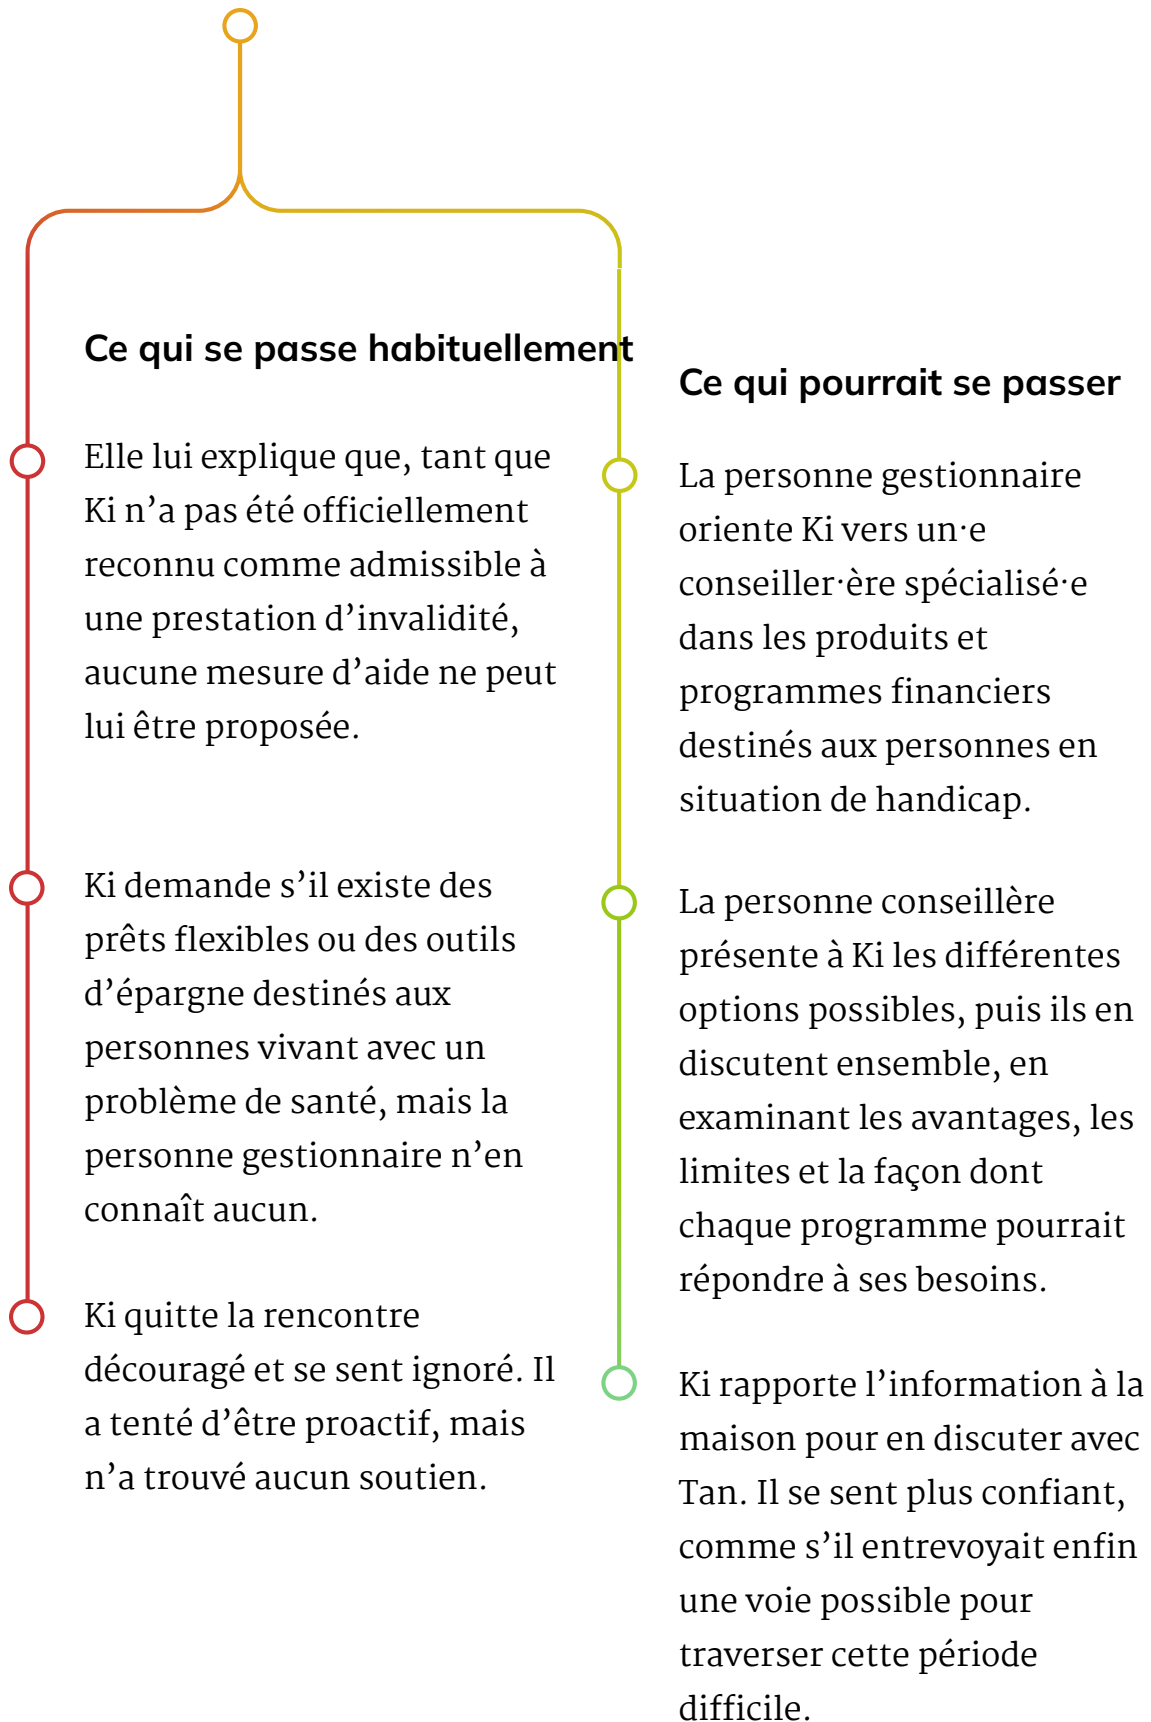 Ce qui se passe habituellement
Elle lui explique que, tant que
Ki n’a pas été officiellement
reconnu comme admissible à
une prestation d’invalidité,
aucune mesure d’aide ne peut
lui être proposée.
Ki demande s’il existe des
prêts flexibles ou des outils
d’épargne destinés aux
personnes vivant avec un
problème de santé, mais la
personne gestionnaire n’en
connaît aucun.
Ki quitte la rencontre
découragé et se sent ignoré. Il
a tenté d’être proactif, mais
n’a trouvé aucun soutien.
Ce qui pourrait se passer
La personne gestionnaire
oriente Ki vers un·e
conseiller·ère spécialisé·e
dans les produits et
programmes financiers
destinés aux personnes en
situation de handicap.
La personne conseillère
présente à Ki les différentes
options possibles, puis ils en
discutent ensemble, en
examinant les avantages, les
limites et la façon dont
chaque programme pourrait
répondre à ses besoins.
Ki rapporte l’information à la
maison pour en discuter avec
Tan. Il se sent plus confiant,
comme s’il entrevoyait enfin
une voie possible pour
traverser cette période
difficile.